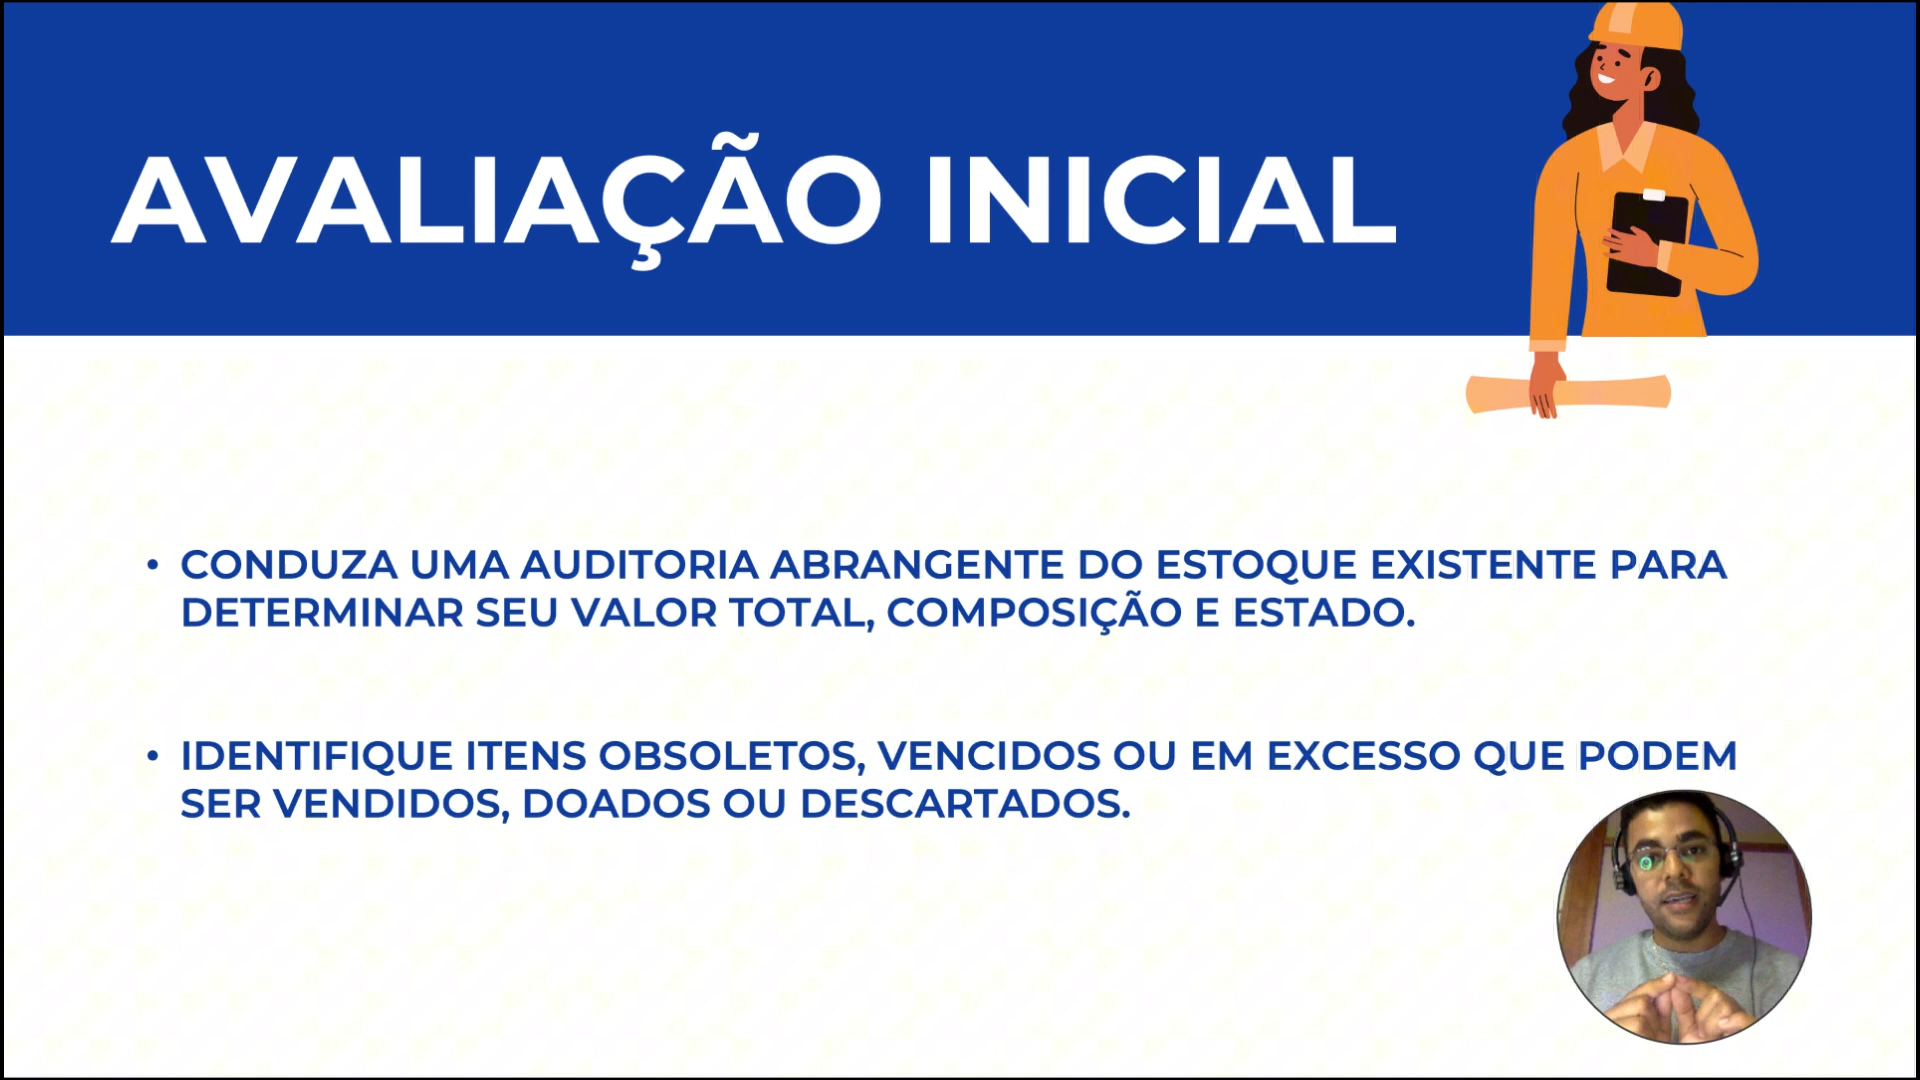 AVALIAÇÃO INICIAL
• CONDUZA UMA AUDITORIA ABRANGENTE DO ESTOQUE EXISTENTE PARA
DETERMINAR SEU VALOR TOTAL, COMPOSIÇÃO E ESTADO.
• IDENTIFIQUE ITENS OBSOLETOS, VENCIDOS OU EM EXCESSO QUE PODEM
SER VENDIDOS, DOADOS OU DESCARTADOS.